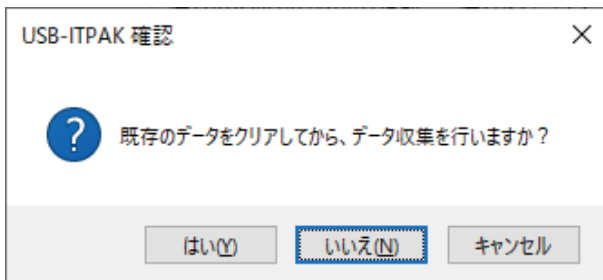 USB-ITPAK 確認
既存のデータをクリアしてから、データ収集を行いますか？
はい(Y)
いいえ(N)
キャンセル